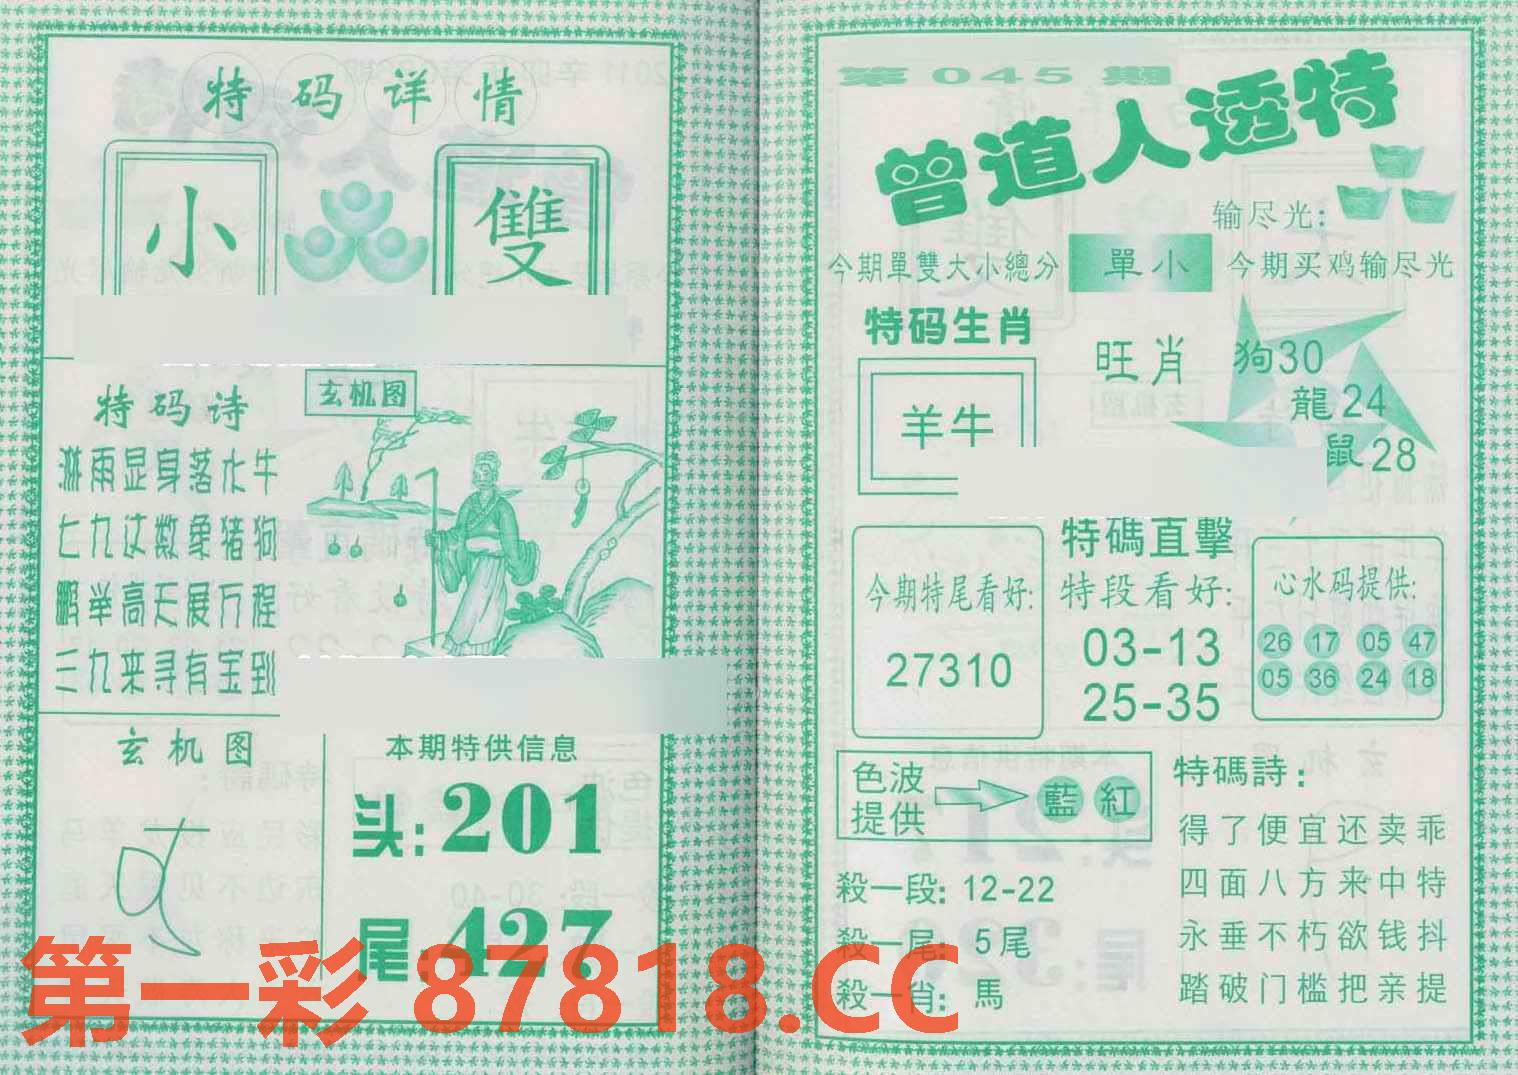 特码详情
小
雙
特码诗
淋雨显身落水牛
七九过数象猪狗
鹏举高天展万程
三九来寻有宝到
玄机图
玄机图
本期特供信息
头:201
尾:427
第045期
曾道人透特
输尽光:
今期單雙大小總分 單小 今期买鸡输尽光
特码生肖
羊牛
旺肖
狗30
龍24
鼠28
今期特尾看好:
27310
特碼直擊
特段看好:
03-13
25-35
心水码提供:
26 17 05 47
05 36 24 18
色波提供
藍 紅
殺一段: 12-22
殺一尾: 5尾
殺一肖: 馬
特碼詩:
得了便宜还卖乖
四面八方来中特
永垂不朽欲钱抖
踏破门槛把亲提
第一彩 87818.CC